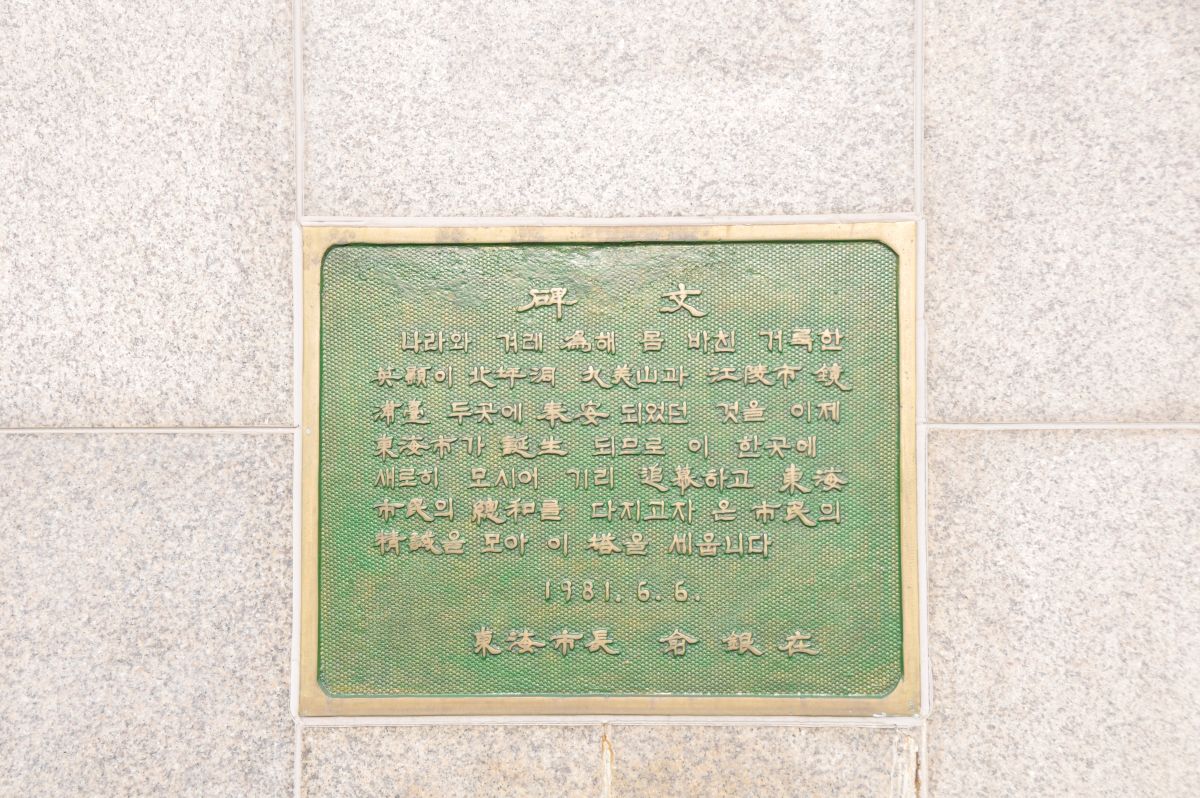 碑 文
나라와 겨레 爲해 몸 바친 거룩한
英顯이 北坪洞 九美山과 江陵市 鏡
浦臺 두곳에 奉安 되었던 것을 이제
東海市가 誕生 되므로 이 한곳에
새로히 모시어 기리 追慕하고 東海
市民의 總和를 다지고자 온 市民의
精誠을 모아 이 塔을 세웁니다
1981. 6. 6.
東海市長 兪 銀 在